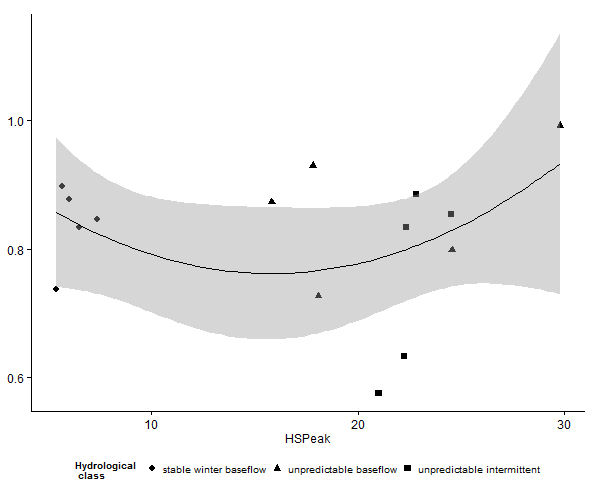 1.0
0.8
0.6
10 20 30
HSPeak
Hydrological
class
stable winter baseflow unpredictable baseflow unpredictable intermittent